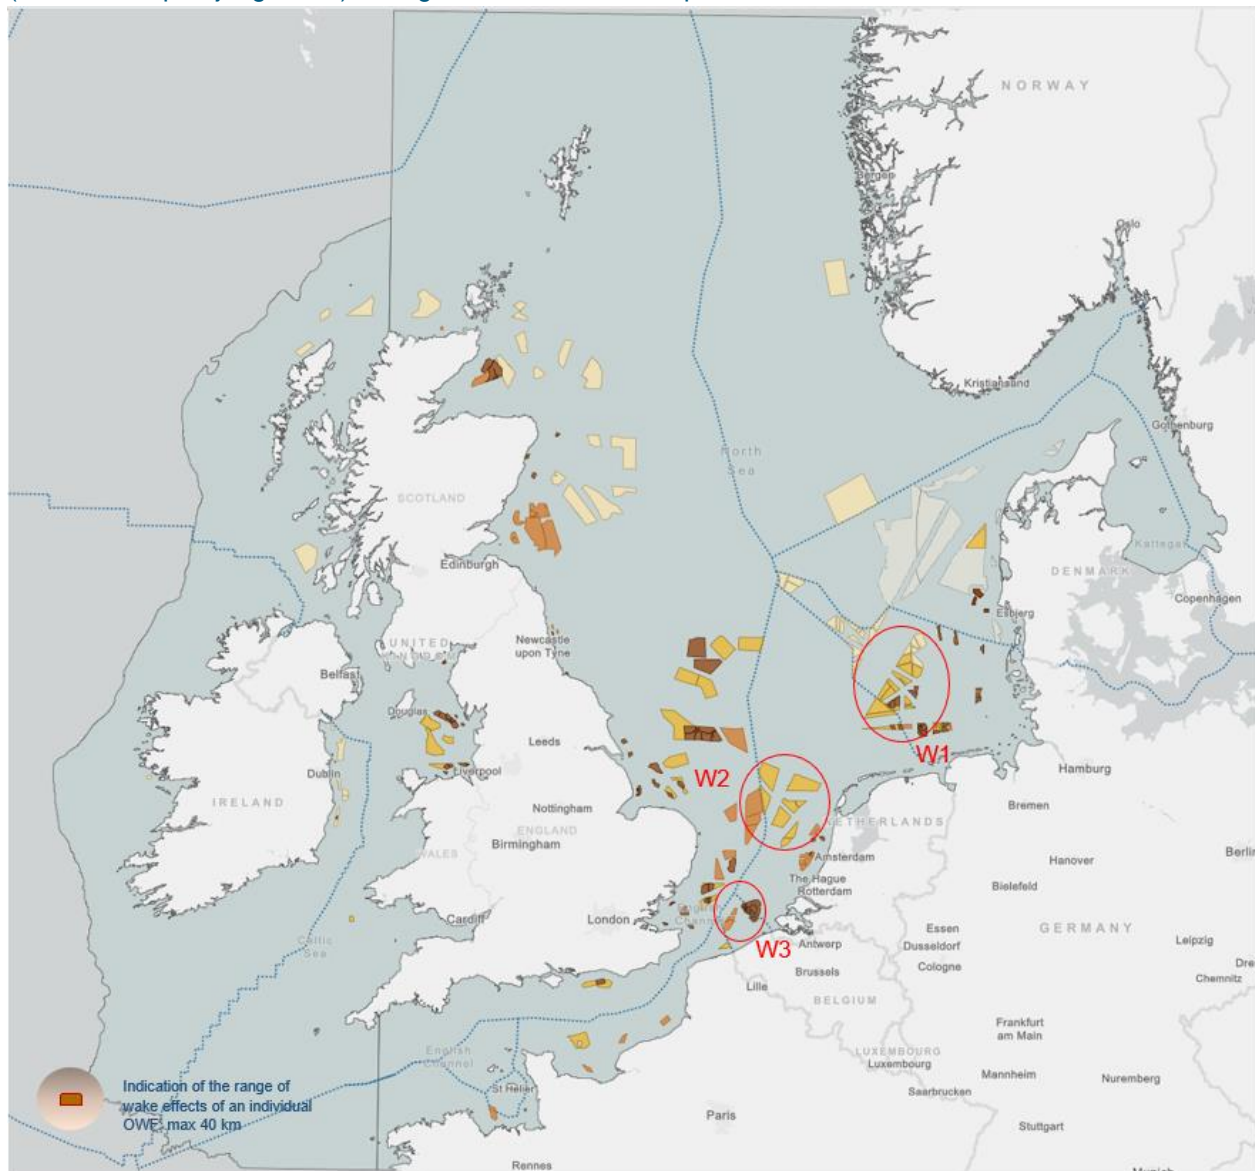 NORWAY
Bergen
Oslo
Kristiansand
Gothenburg
North
Sea
SCOTLAND
Kattegat
DENMARK
Edinburgh
Copenhagen
Esbjerg
UNITED
KINGDOM
Newcastle
upon Tyne
Belfast
Douglas
Leeds
W1
Liverpool
W2
Hamburg
Dublin
IRELAND
Nottingham
Bremen
NETHERLANDS
ENGLAND
Birmingham
WALES
Amsterdam
Hanover
Berlin
The Hague
Rotterdam
Bielefeld
Cardiff
London
English
Channel
W3
Antwerp
Essen
GERMANY
Celtic
Sea
Dusseldorf
Leipzig
Brussels
Cologne
Dre
Lille
Chemnitz
BELGIUM
Frankfurt
am Main
English
Channel
LUXEMBOURG
Luxembourg
Mannheim
Nuremberg
Indication of the range of
wake effects of an individual
OWF, max 40 km
St Helier
Saarbrucken
Paris
Stuttgart
Rennes